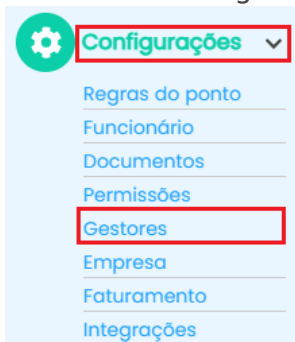 Configurações
Regras do ponto
Funcionário
Documentos
Permissões
Gestores
Empresa
Faturamento
Integrações